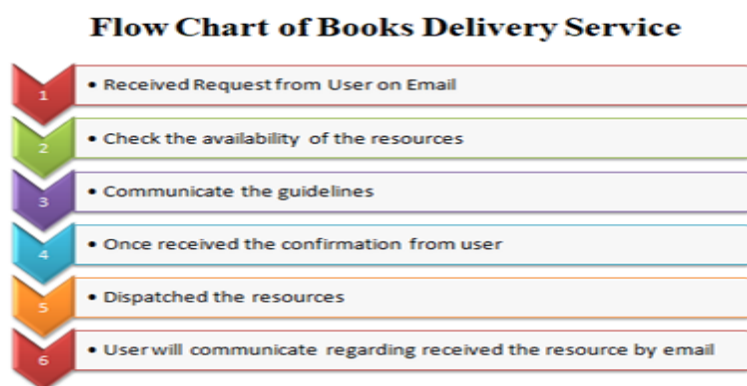 Flow Chart of Books Delivery Service
1 • Received Request from User on Email
2 • Check the availability of the resources
3 • Communicate the guidelines
4 • Once received the confirmation from user
5 • Dispatched the resources
6 • User will communicate regarding received the resource by email